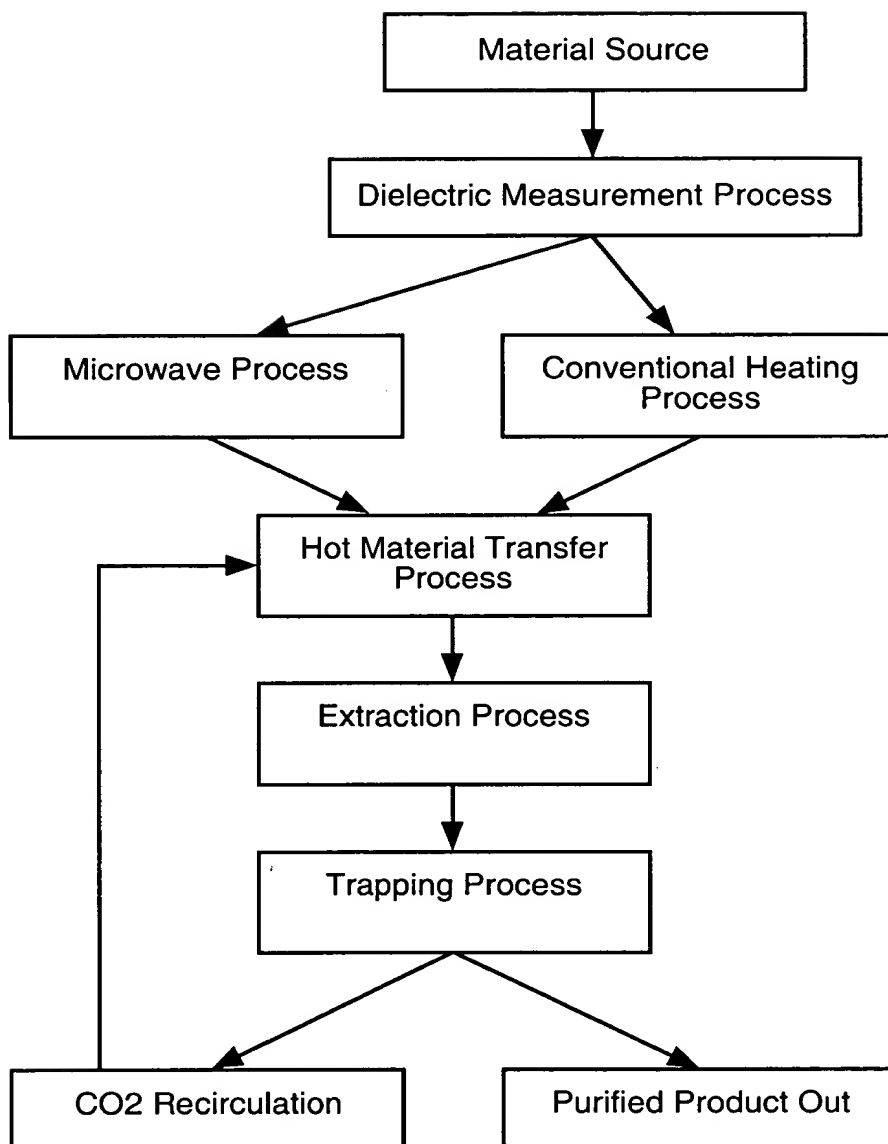 Material Source
Dielectric Measurement Process
Microwave Process
Conventional Heating
Process
Hot Material Transfer
Process
Extraction Process
Trapping Process
CO2 Recirculation
Purified Product Out